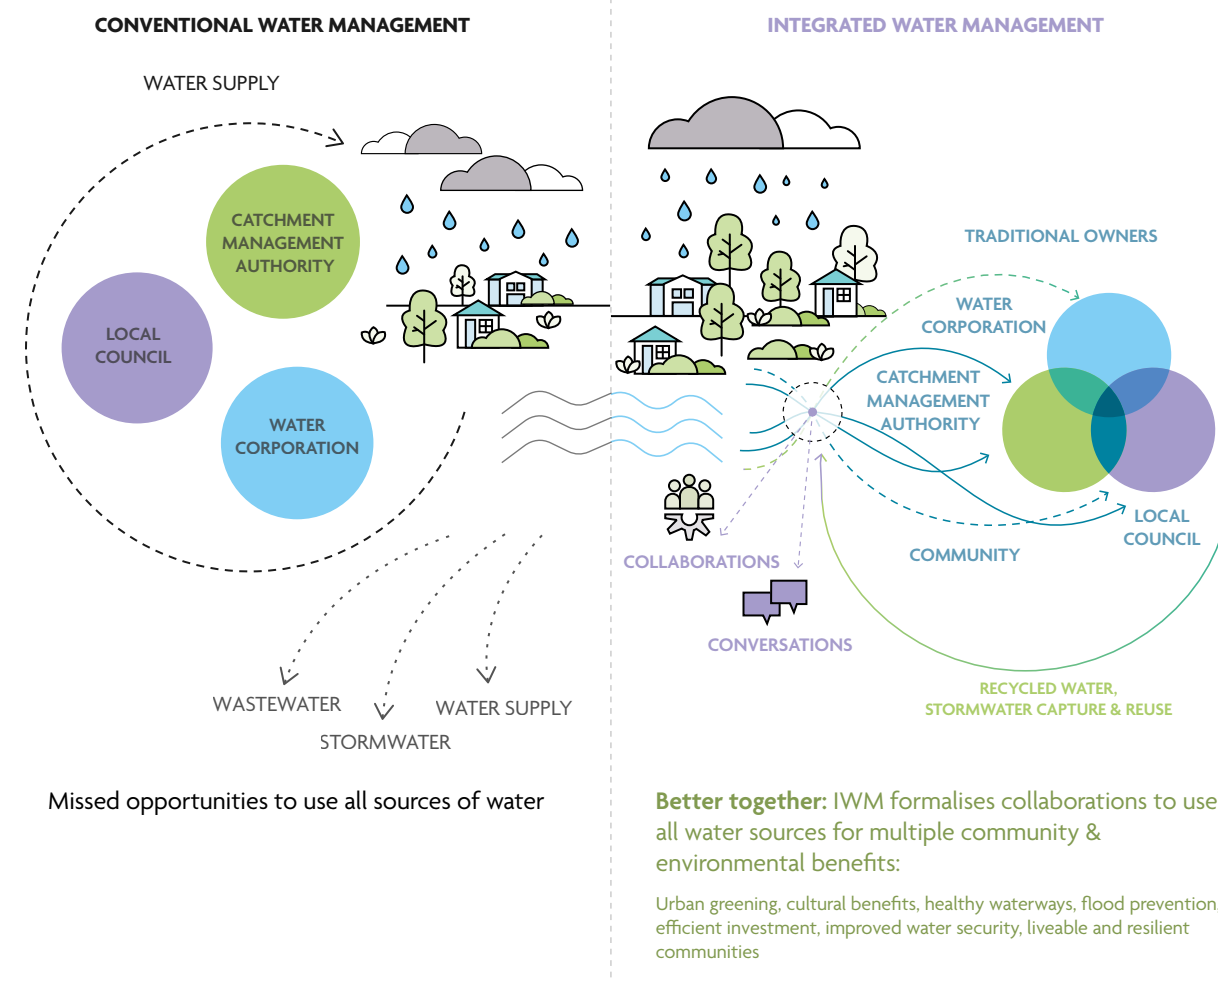 CONVENTIONAL WATER MANAGEMENT
WATER SUPPLY
CATCHMENT
MANAGEMENT
AUTHORITY
LOCAL
COUNCIL
WATER
CORPORATION
WASTEWATER
WATER SUPPLY
STORMWATER
Missed opportunities to use all sources of water
INTEGRATED WATER MANAGEMENT
TRADITIONAL OWNERS
WATER
CORPORATION
CATCHMENT
MANAGEMENT
AUTHORITY
LOCAL
COUNCIL
COMMUNITY
COLLABORATIONS
CONVERSATIONS
RECYCLED WATER,
STORMWATER CAPTURE & REUSE
Better together: IWM formalises collaborations to use
all water sources for multiple community &
environmental benefits:
Urban greening, cultural benefits, healthy waterways, flood prevention
efficient investment, improved water security, liveable and resilient
communities